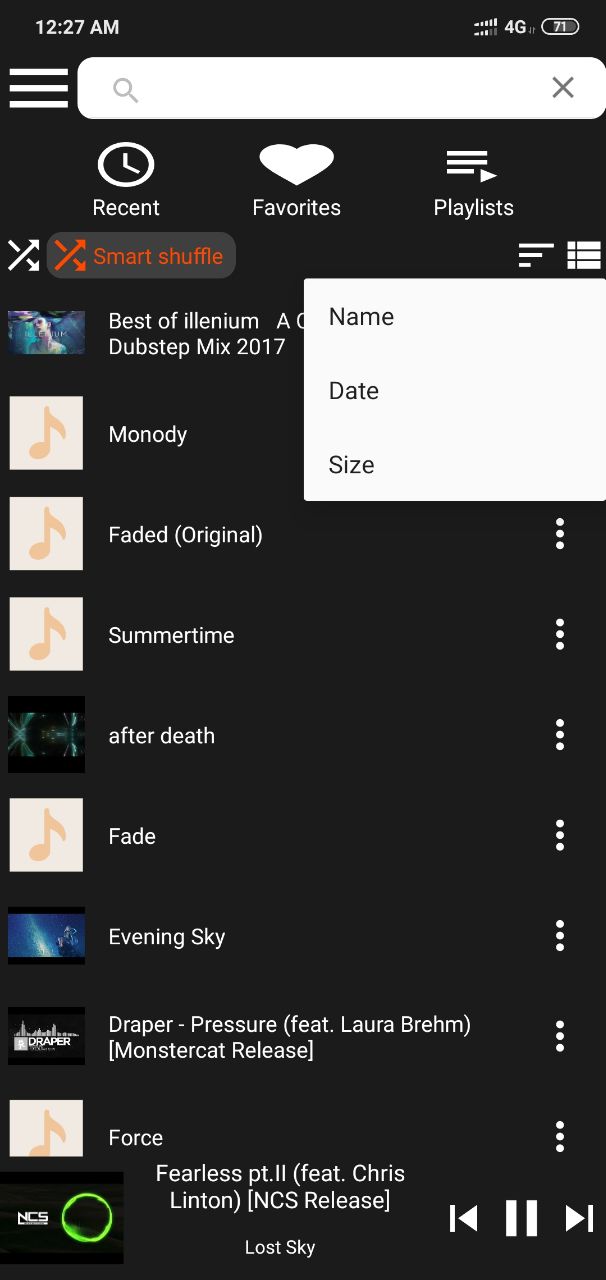 12:27 AM
4G
71
Recent
Favorites
Playlists
Smart shuffle
Name
Date
Size
Best of illenium A
Dubstep Mix 2017
ILLENIUM
Monody
Faded (Original)
Summertime
after death
Fade
Evening Sky
Draper - Pressure (feat. Laura Brehm)
[Monstercat Release]
DRAPER
Force
Fearless pt.II (feat. Chris
Linton) [NCS Release]
NCS
Lost Sky